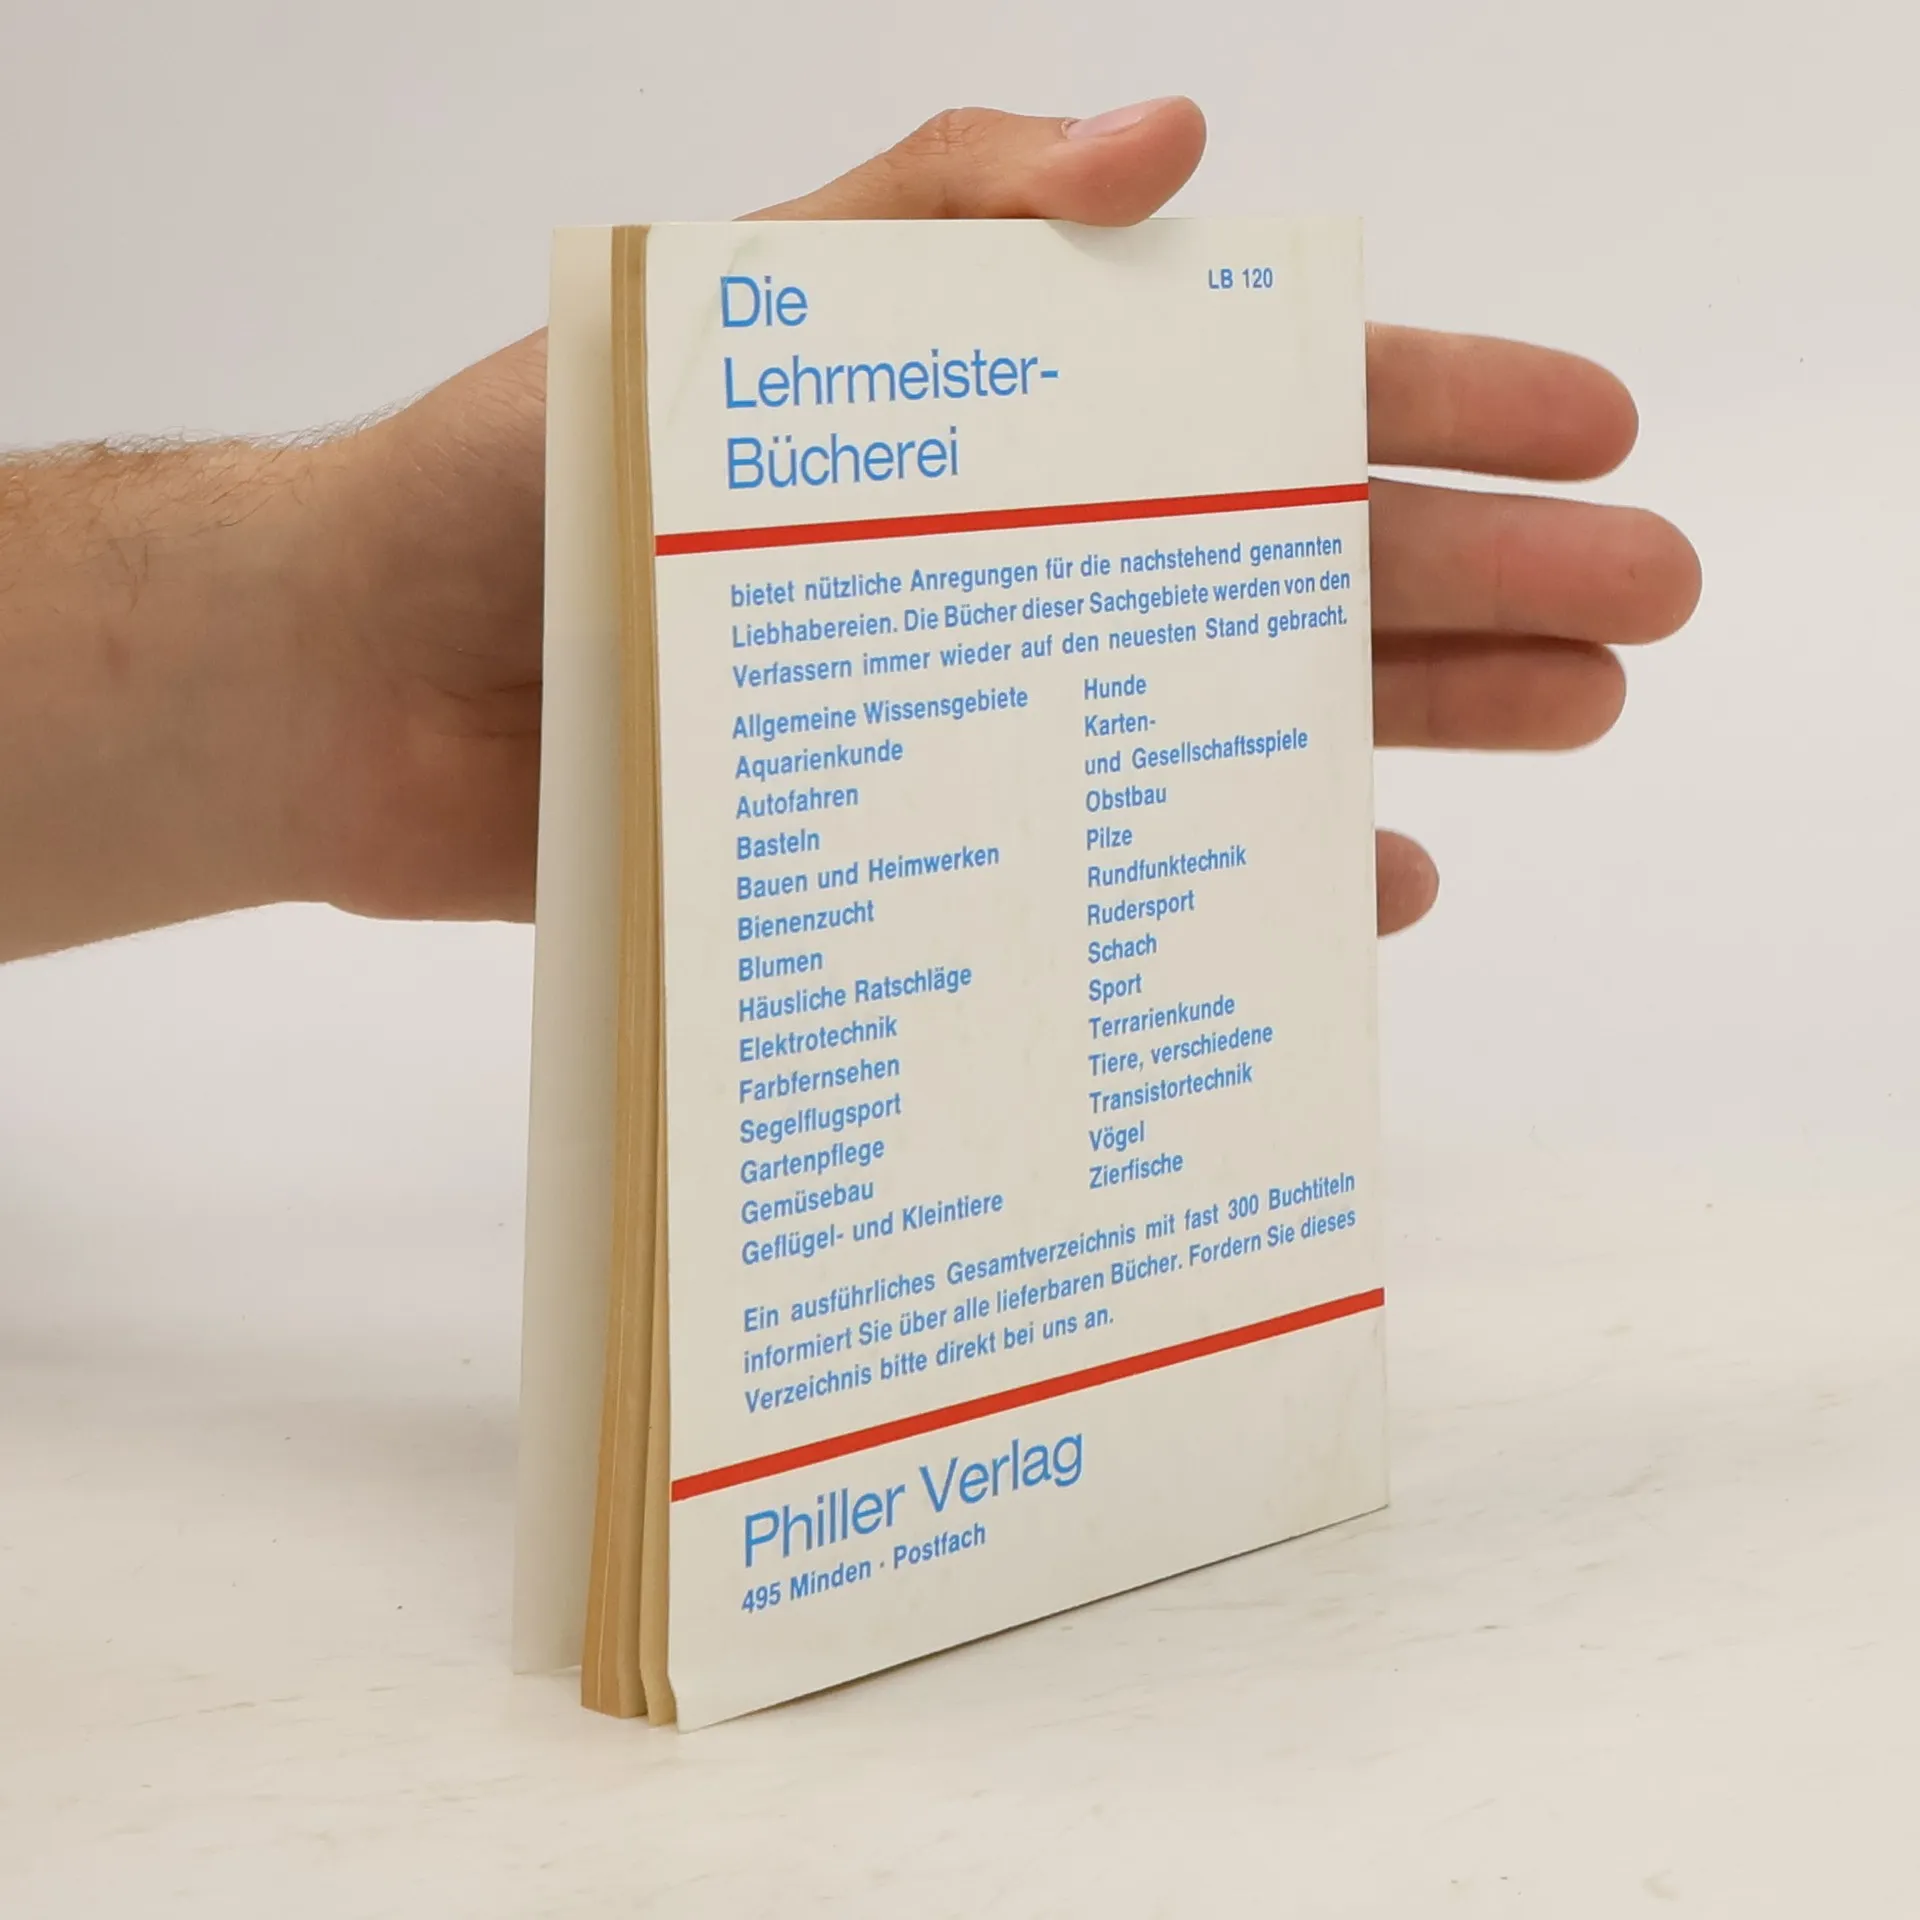 Die
Lehrmeister-
Bücherei
LB 120
bietet nützliche Anregungen für die nachstehend genannten
Liebhabereien. Die Bücher dieser Sachgebiete werden von den
Verfassern immer wieder auf den neuesten Stand gebracht.
Allgemeine Wissensgebiete
Aquarienkunde
Autofahren
Basteln
Bauen und Heimwerken
Bienenzucht
Blumen
Häusliche Ratschläge
Elektrotechnik
Farbfernsehen
Segelflugsport
Gartenpflege
Gemüsebau
Geflügel- und Kleintiere
Hunde
Karten-
und Gesellschaftsspiele
Obstbau
Pilze
Rundfunktechnik
Rudersport
Schach
Sport
Terrarienkunde
Tiere, verschiedene
Transistortechnik
Vögel
Zierfische
Ein ausführliches Gesamtverzeichnis mit fast 300 Buchtiteln
informiert Sie über alle lieferbaren Bücher. Fordern Sie dieses
Verzeichnis bitte direkt bei uns an.
Philler Verlag
495 Minden · Postfach